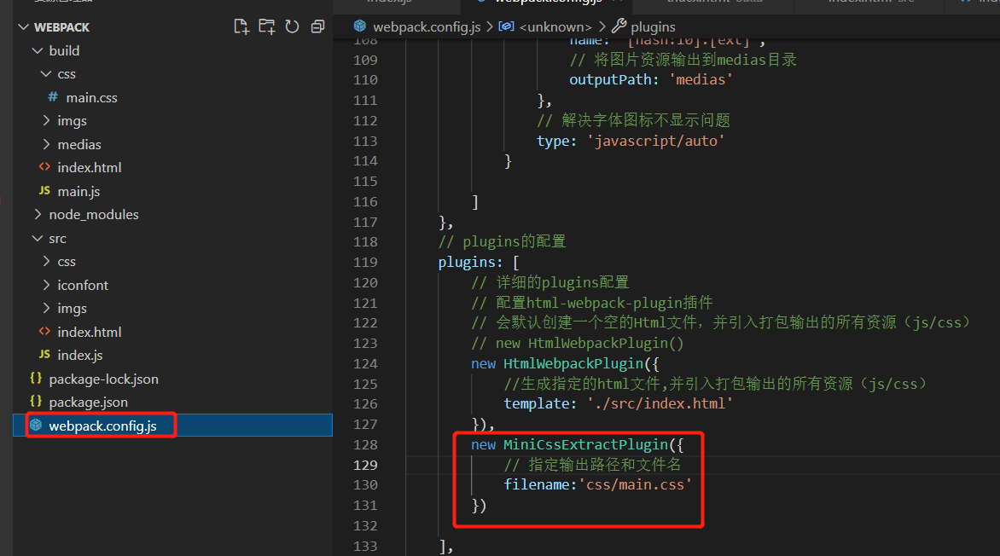 WEBPACK
build
css
# main.css
imgs
medias
<> index.html
JS main.js
node_modules
src
css
iconfont
imgs
<> index.html
JS index.js
{} package-lock.json
{} package.json
webpack.config.js
webpack.config.js > <unknown> > plugins
108 name: '[hash:10].[ext]',
109 // 将图片资源输出到medias目录
110 outputPath: 'medias'
111 },
112 // 解决字体图标不显示问题
113 type: 'javascript/auto'
114 }
115
116 ]
117 },
118 // plugins的配置
119 plugins: [
120 // 详细的plugins配置
121 // 配置html-webpack-plugin插件
122 // 会默认创建一个空的Html文件，并引入打包输出的所有资源（js/css）
123 // new HtmlWebpackPlugin()
124 new HtmlWebpackPlugin({
125 //生成指定的html文件,并引入打包输出的所有资源（js/css）
126 template: './src/index.html'
127 }),
128 new MiniCssExtractPlugin({
129 // 指定输出路径和文件名
130 filename:'css/main.css'
131 })
132
133 ],